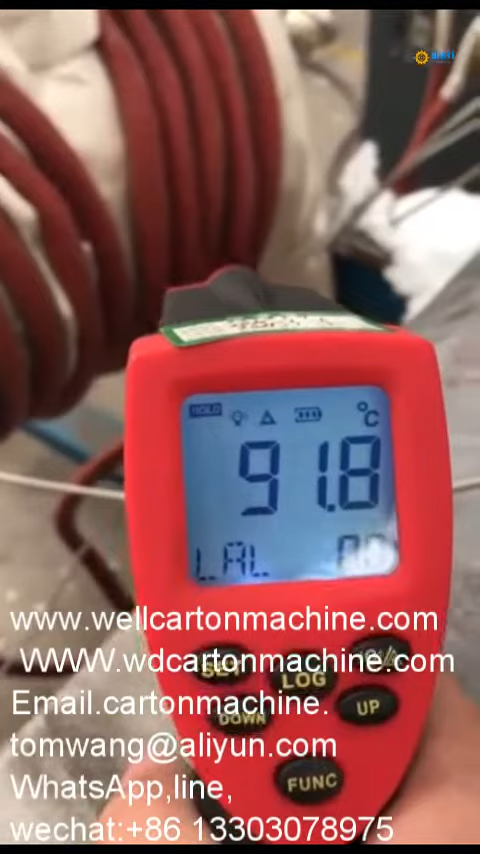 HOLD
°C
91.8
LAL
www.wellcartonmachine.com
WWW.wdcartonmachine.com
SET
LOG
Email.cartonmachine.
DOWN
UP
tomwang@aliyun.com
WhatsApp,line,
FUNC
wechat:+86 13303078975